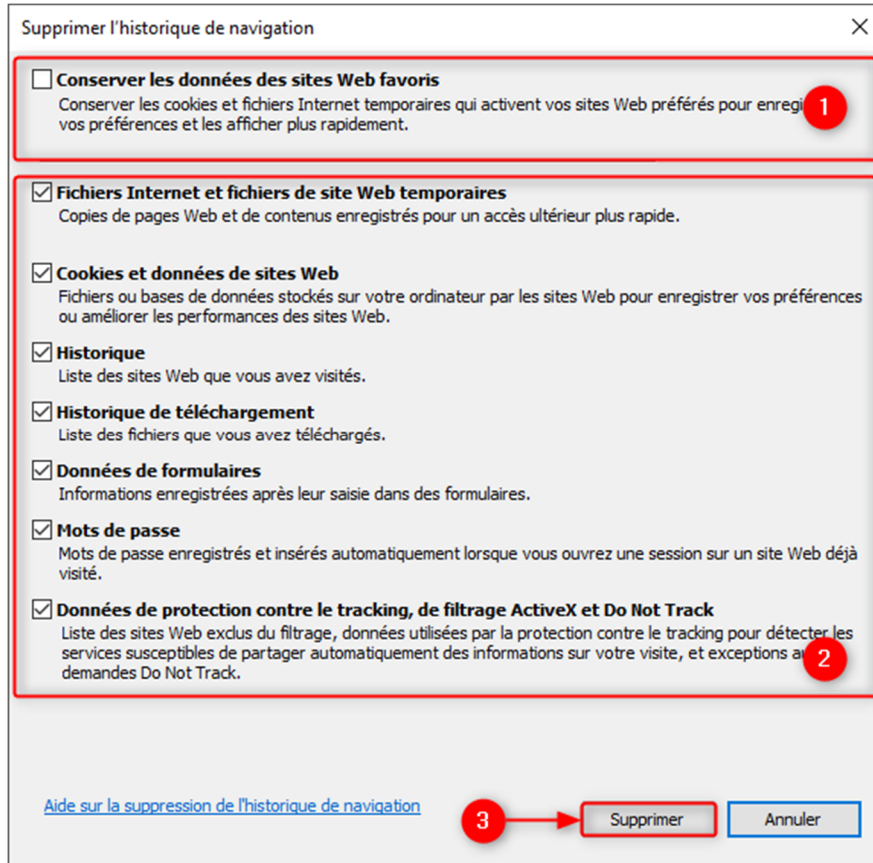 Supprimer l'historique de navigation
Conserver les données des sites Web favoris
Conserver les cookies et fichiers Internet temporaires qui activent vos sites Web préférés pour
1
vos préférences et les afficher plus rapidement.
Fichiers Internet et fichiers de site Web temporaires
Copies de pages Web et de contenus enregistrés pour un accès ultérieur plus rapide.
Cookies et données de sites Web
Fichiers ou bases de données stockés sur votre ordinateur par les sites Web pour enregistrer vos préférences
ou améliorer les performances des sites Web.
Historique
Liste des sites Web que vous avez visités.
Historique de téléchargement
Liste des fichiers que vous avez téléchargés.
Données de formulaires
Informations enregistrées après leur saisie dans des formulaires.
Mots de passe
Mots de passe enregistrés et insérés automatiquement lorsque vous ouvrez une session sur un site Web déjà
visité.
Données de protection contre le tracking, de filtrage ActiveX et Do Not Track
Liste des sites Web exclus du filtrage, données utilisées par la protection contre le tracking pour détecter les
services susceptibles de partager automatiquement des informations sur votre visite, et exceptions
2
demandes Do Not Track.
Aide sur la suppression de l'historique de navigation
3
Supprimer
Annuler